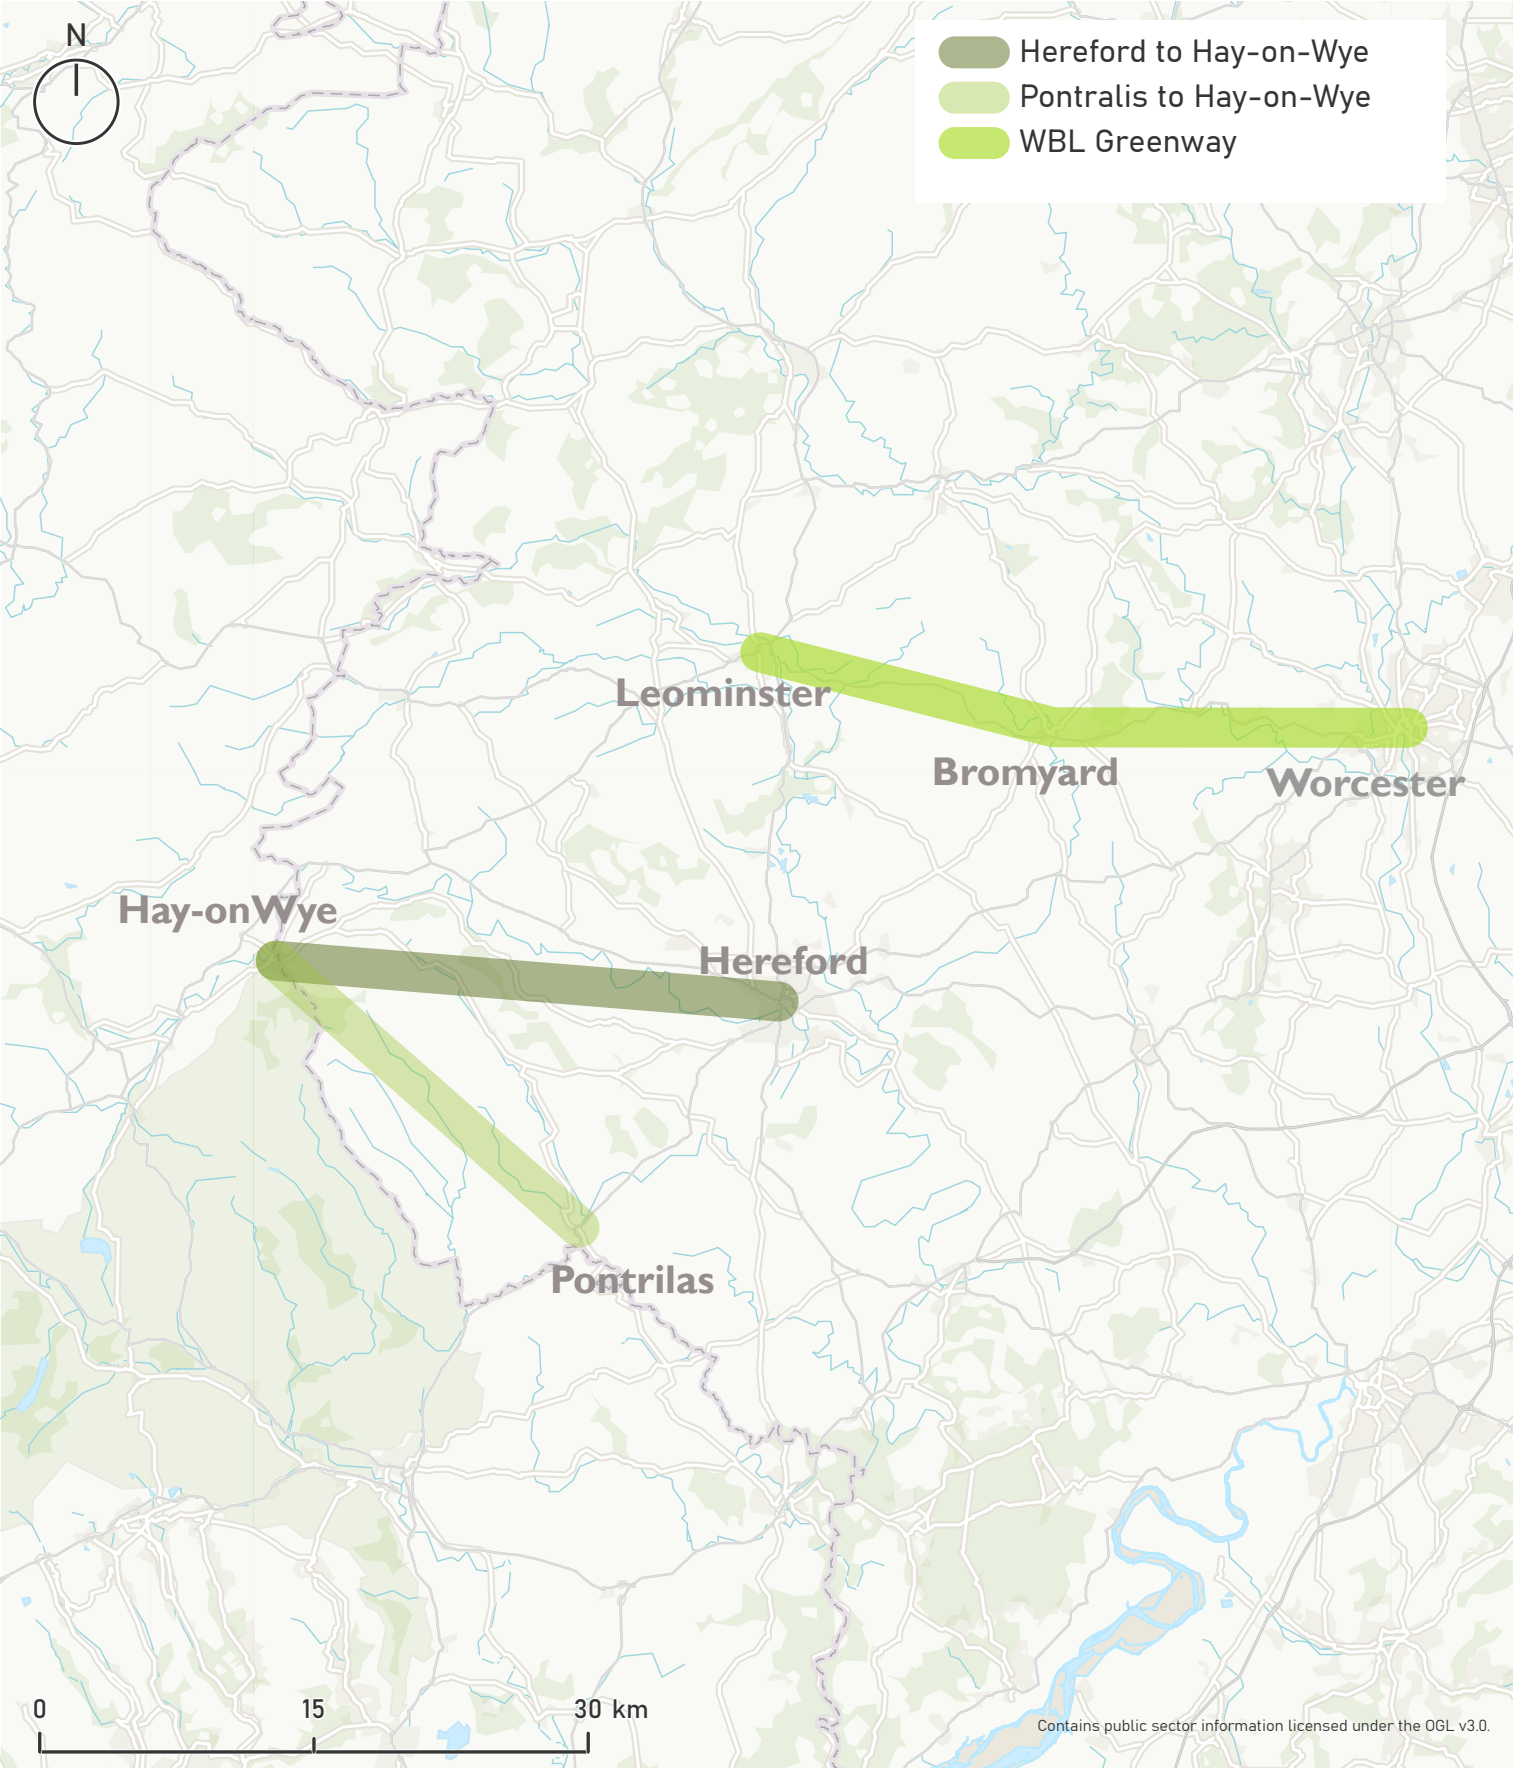 N
Hereford to Hay-on-Wye
Pontralis to Hay-on-Wye
WBL Greenway
Leominster
Bromyard
Worcester
Hay-onWye
Hereford
Pontrilas
0 15 30 km
Contains public sector information licensed under the OGL v3.0.